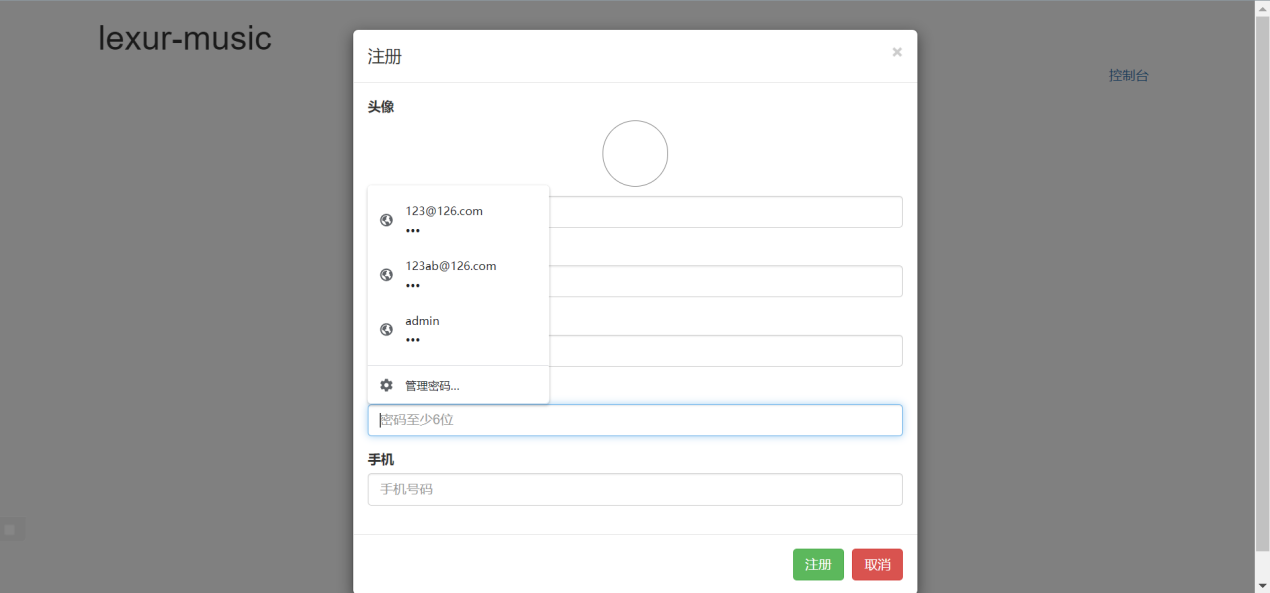 lexur-music
注册
×
控制台
头像
123@126.com
•••
123ab@126.com
•••
admin
•••
管理密码...
密码至少6位
手机
手机号码
注册
取消